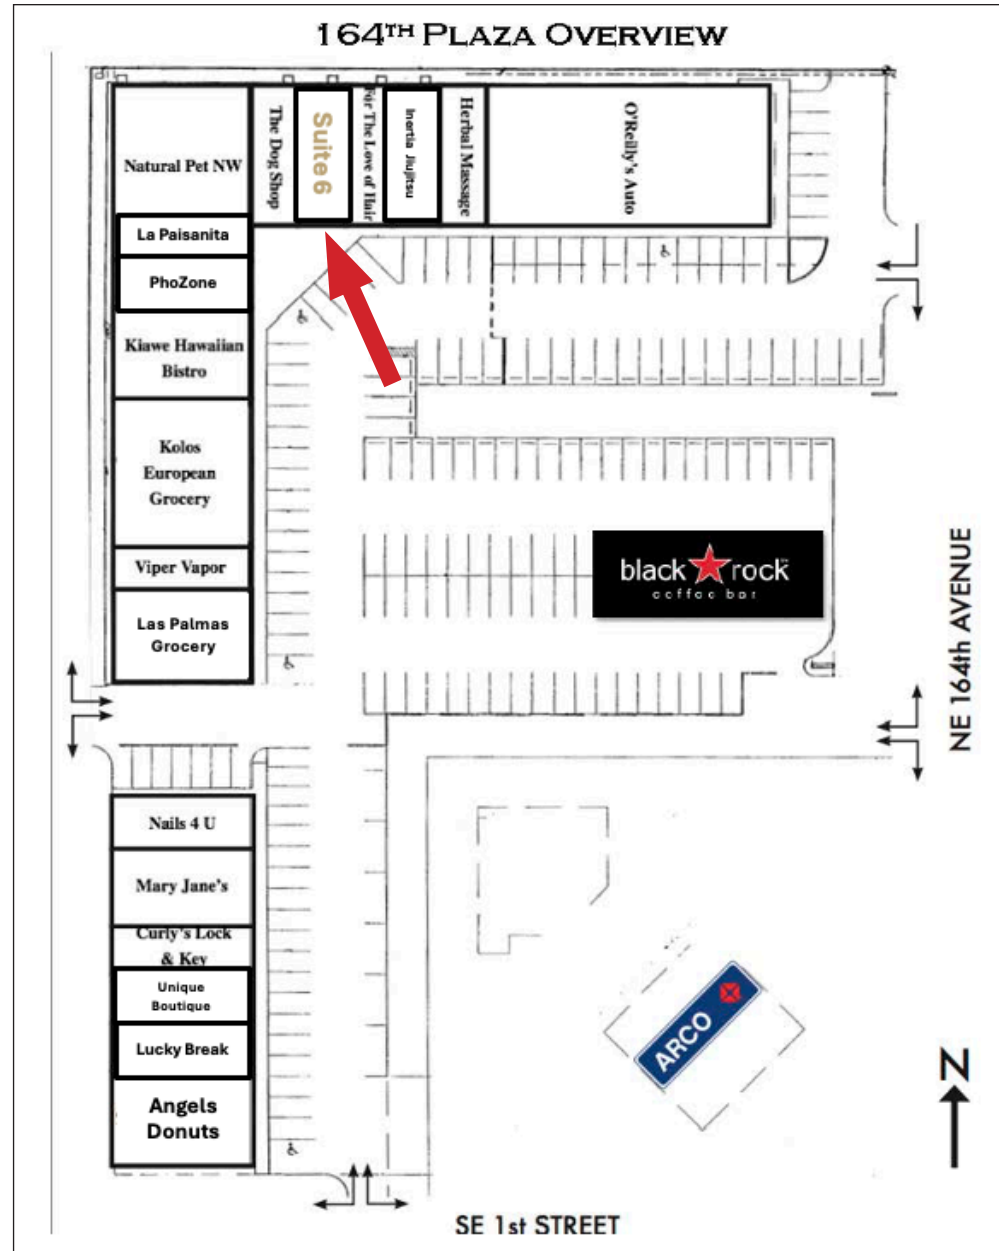 164TH PLAZA OVERVIEW
Natural Pet NW
The Dog Shop
Suite 6
For The Love of Hair
Inertia Jiujitsu
Herbal Massage
O'Reilly's Auto
La Paisanita
PhoZone
Kiawe Hawaiian
Bistro
Kolos
European
Grocery
Viper Vapor
Las Palmas
Grocery
black rock
coffee bar
NE 164th AVENUE
Nails 4 U
Mary Jane's
Curly's Lock
& Key
Unique
Boutique
Lucky Break
Angels
Donuts
ARCO
N
SE 1st STREET